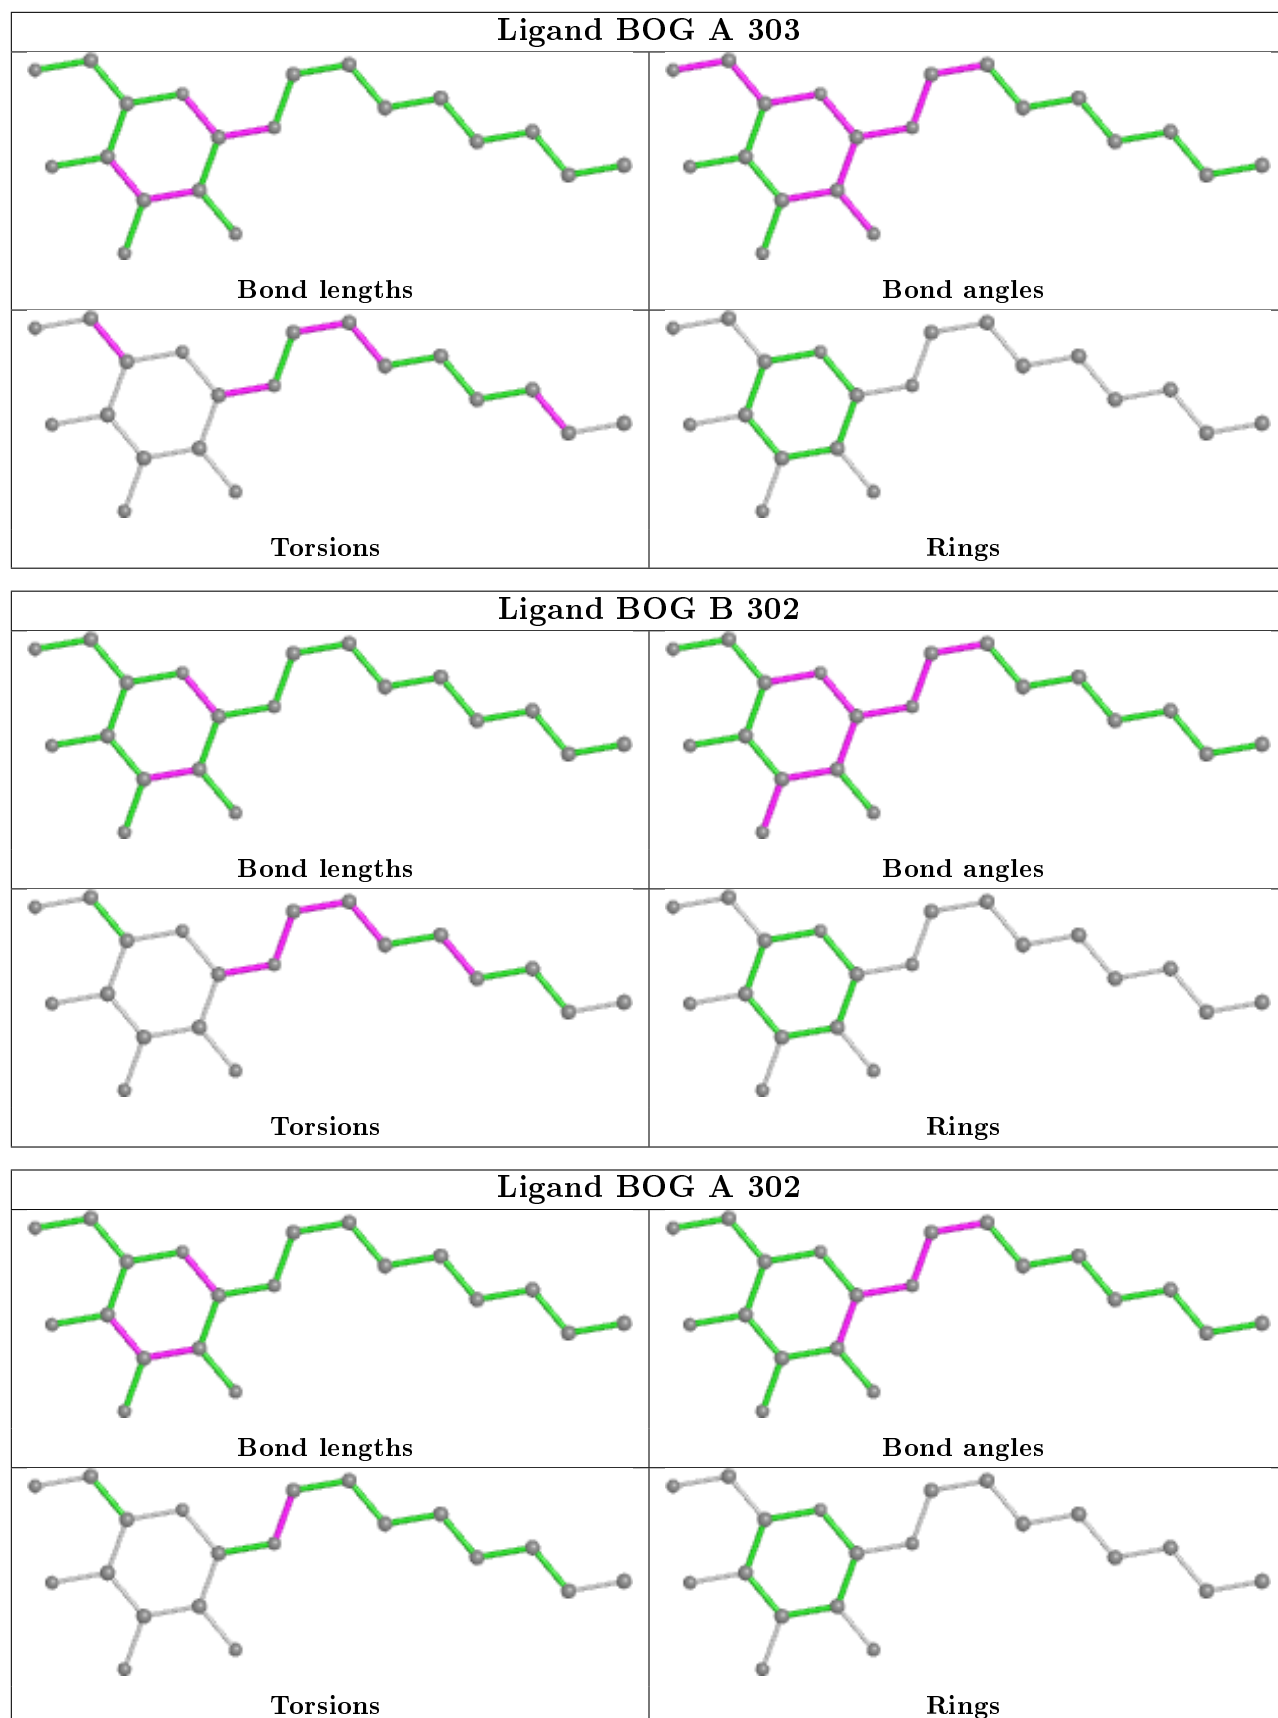 Ligand BOG A 303
Bond lengths
Bond angles
Torsions
Rings
Ligand BOG B 302
Bond lengths
Bond angles
Torsions
Rings
Ligand BOG A 302
Bond lengths
Bond angles
Torsions
Rings